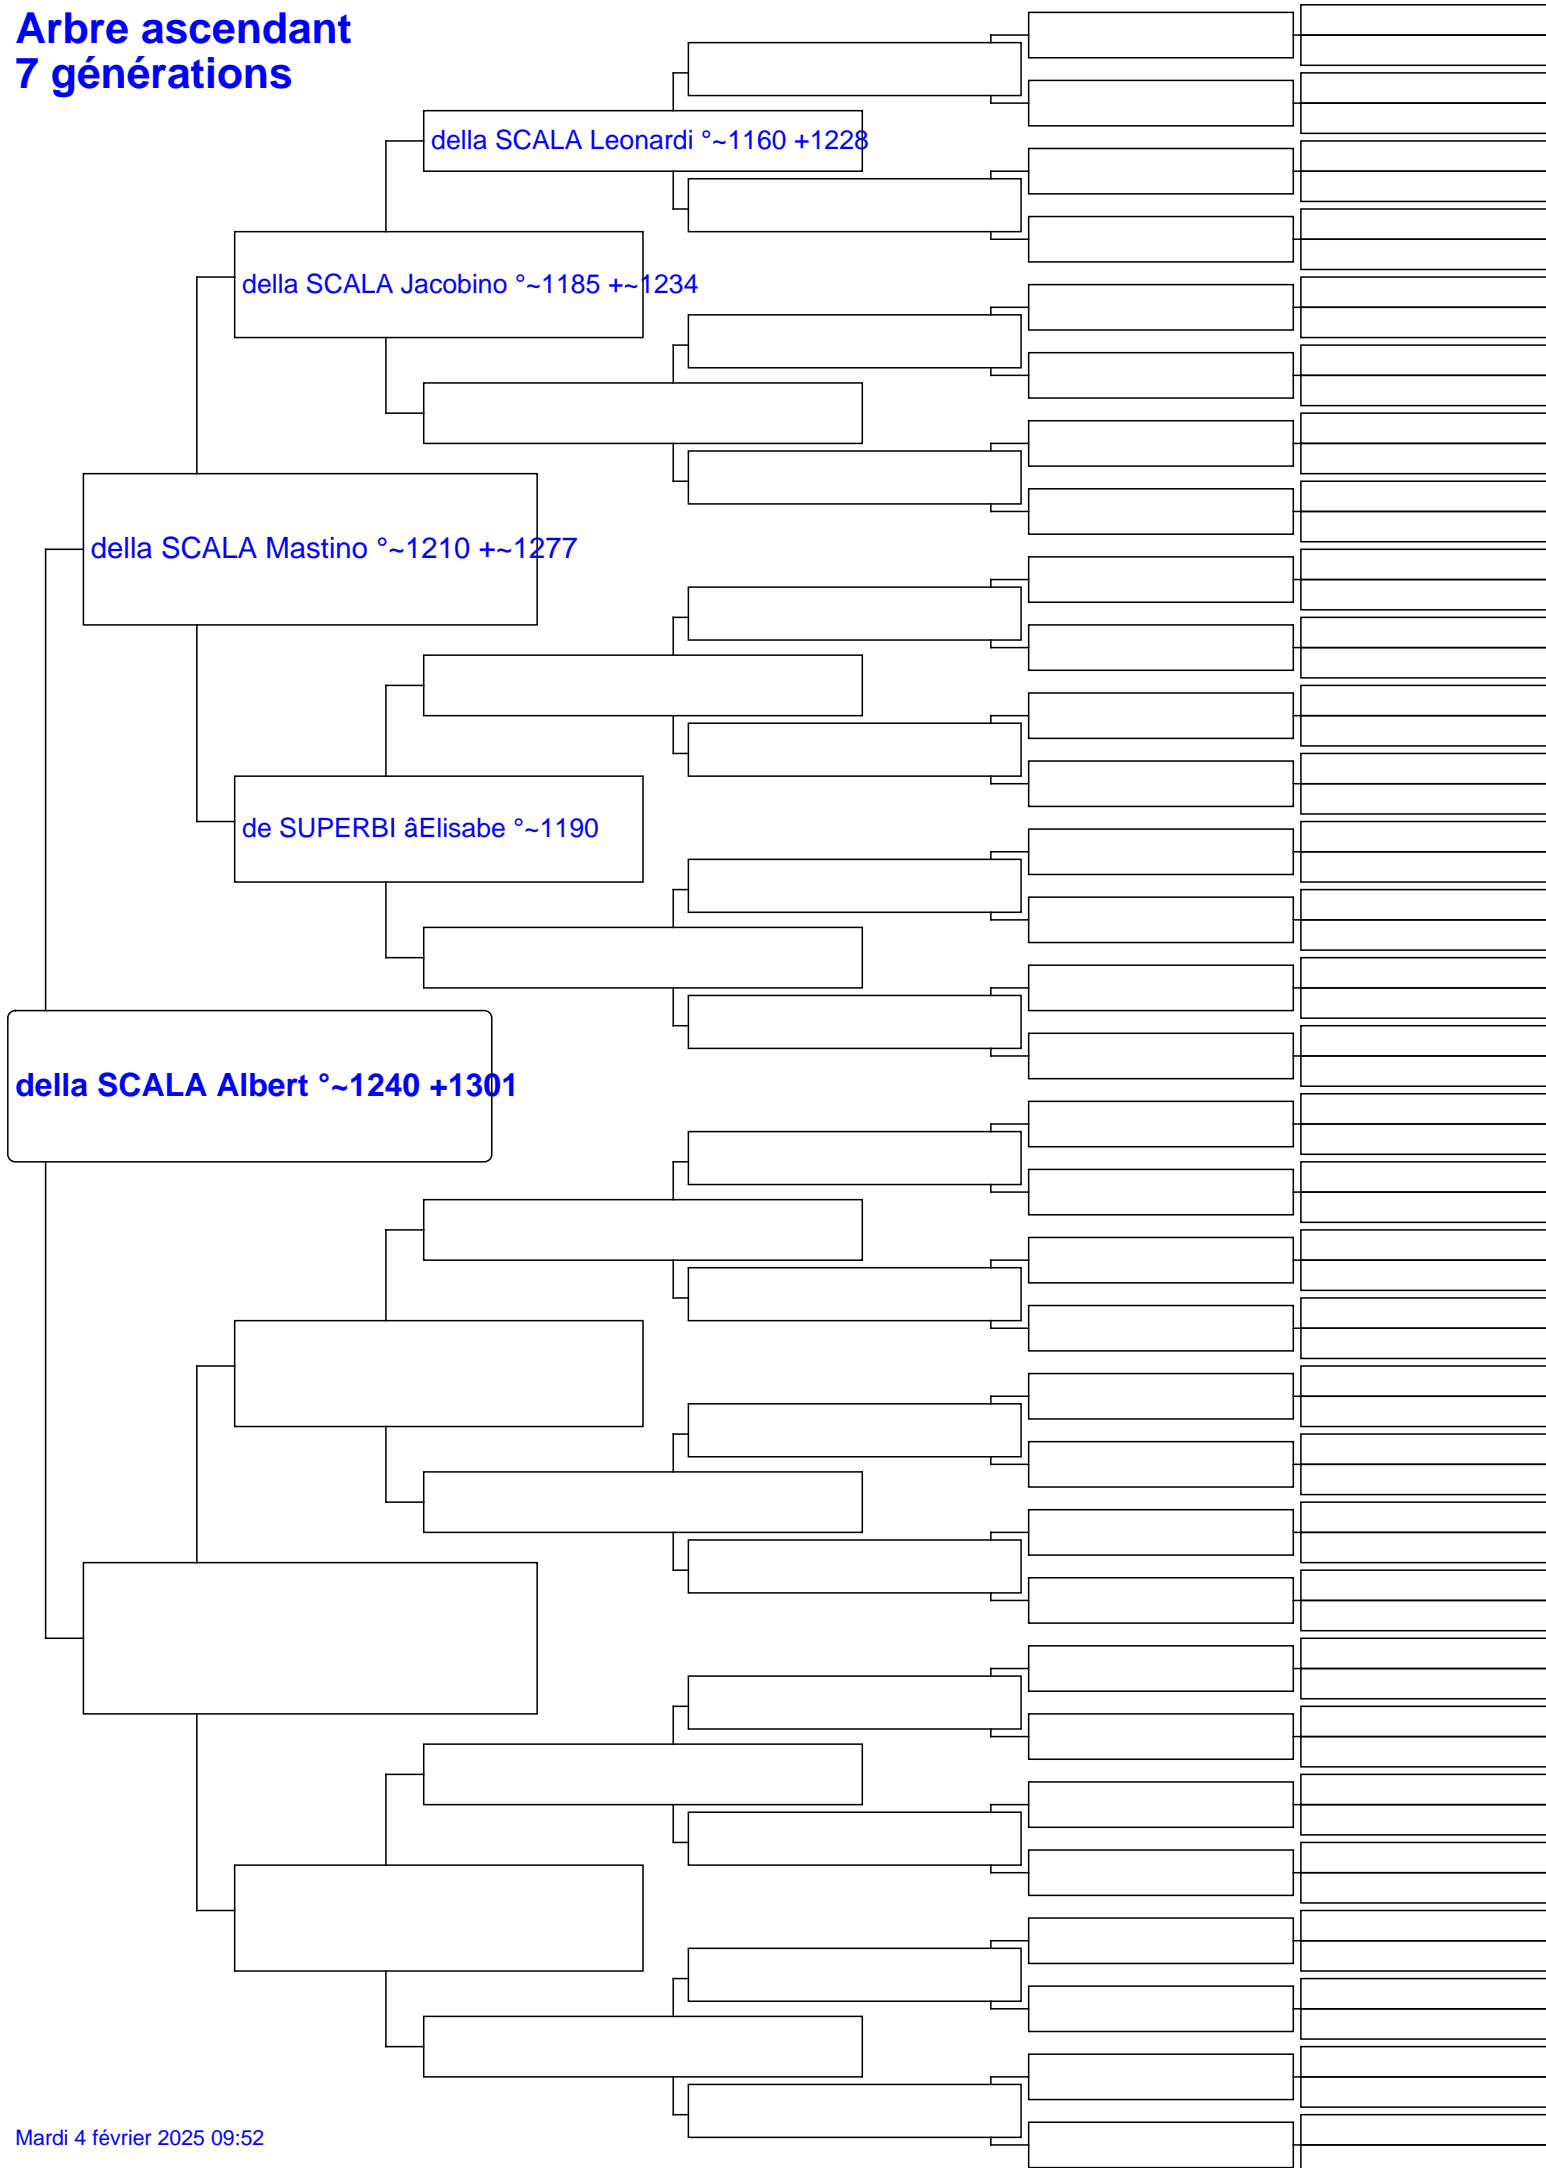 Arbre ascendant
7 générations
della SCALA Leonardi °~1160 +1228
della SCALA Jacobino °~1185 +~1234
della SCALA Mastino °~1210 +~1277
de SUPERBI âElisabe °~1190
della SCALA Albert °~1240 +1301
Mardi 4 février 2025 09:52